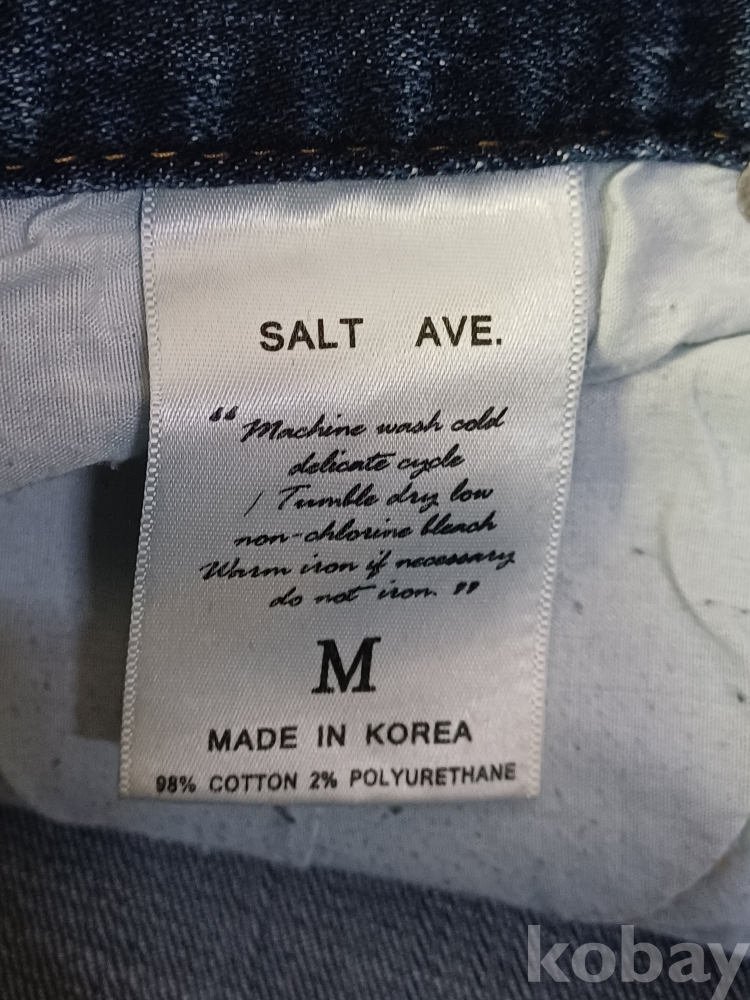 SALT AVE.
“Machine wash cold
delicate cycle
/ Tumble dry low
non-chlorine bleach
Warm iron if necessary
do not iron. ”
M
MADE IN KOREA
98% COTTON 2% POLYURETHANE
kobay